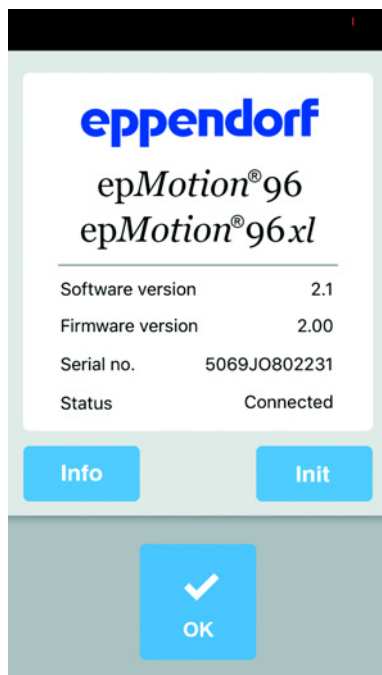 eppendorf
epMotion®96
epMotion®96xl
Software version 2.1
Firmware version 2.00
Serial no. 5069JO802231
Status Connected
Info Init
OK